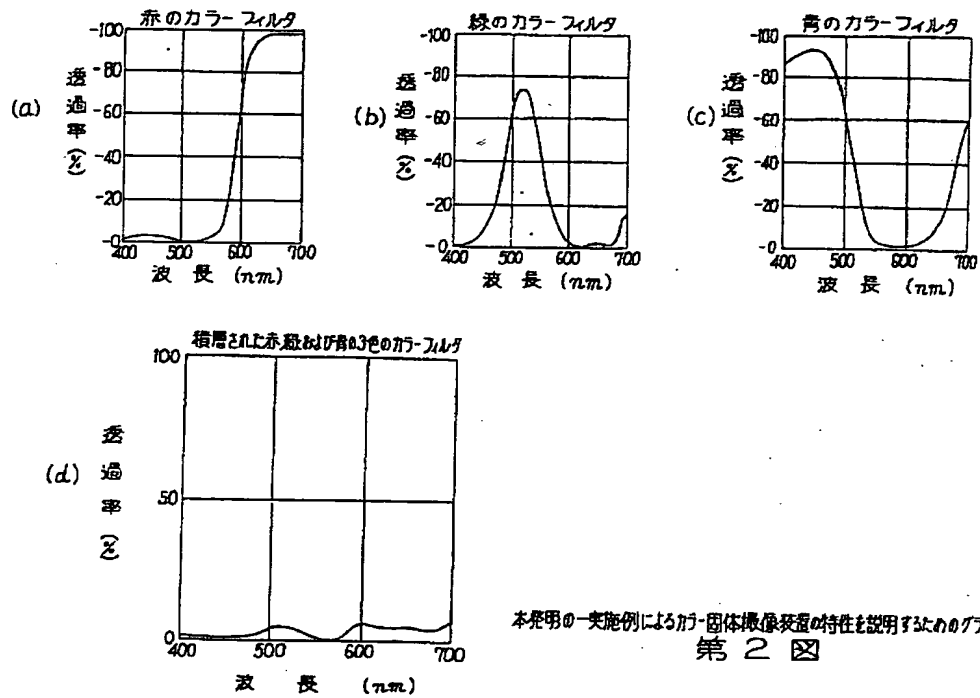 赤のカラーフィルタ
(a)
透過率(%)
-100
-80
-60
-40
-20
-0
400 500 600 700
波長(nm)
緑のカラーフィルタ
(b)
透過率(%)
-100
-80
-60
-40
-20
-0
400 500 600 700
波長(nm)
青のカラーフィルタ
(c)
透過率(%)
-100
-80
-60
-40
-20
-0
400 500 600 700
波長(nm)
積層された赤,緑および青の3色のカラーフィルタ
(d)
透過率(%)
100
50
0
400 500 600 700
波長(nm)
本発明の一実施例によるカラー固体撮像装置の特性を説明するためのグラ
第2図